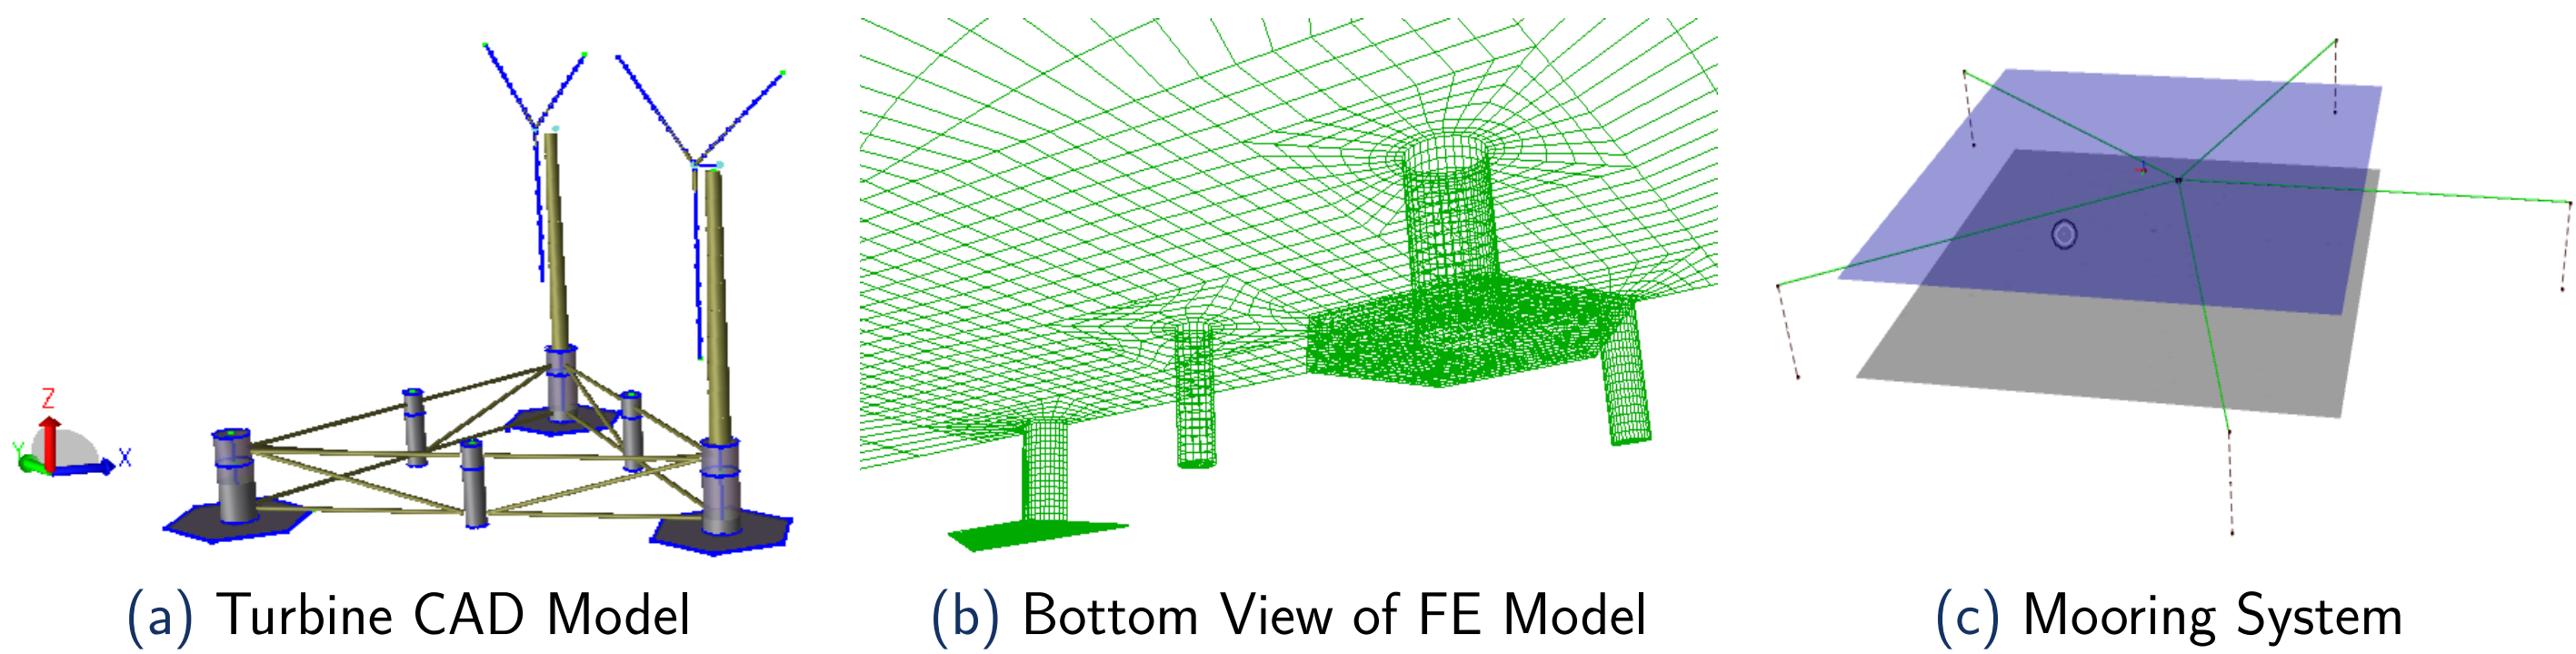 Z
Y
X
(a) Turbine CAD Model
(b) Bottom View of FE Model
(c) Mooring System